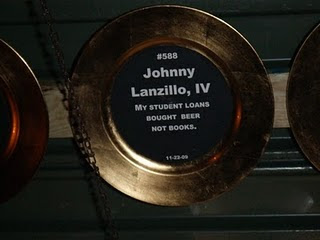 #588
Johnny
Lanzillo, IV
MY STUDENT LOANS
BOUGHT BEER
NOT BOOKS.
11-23-09